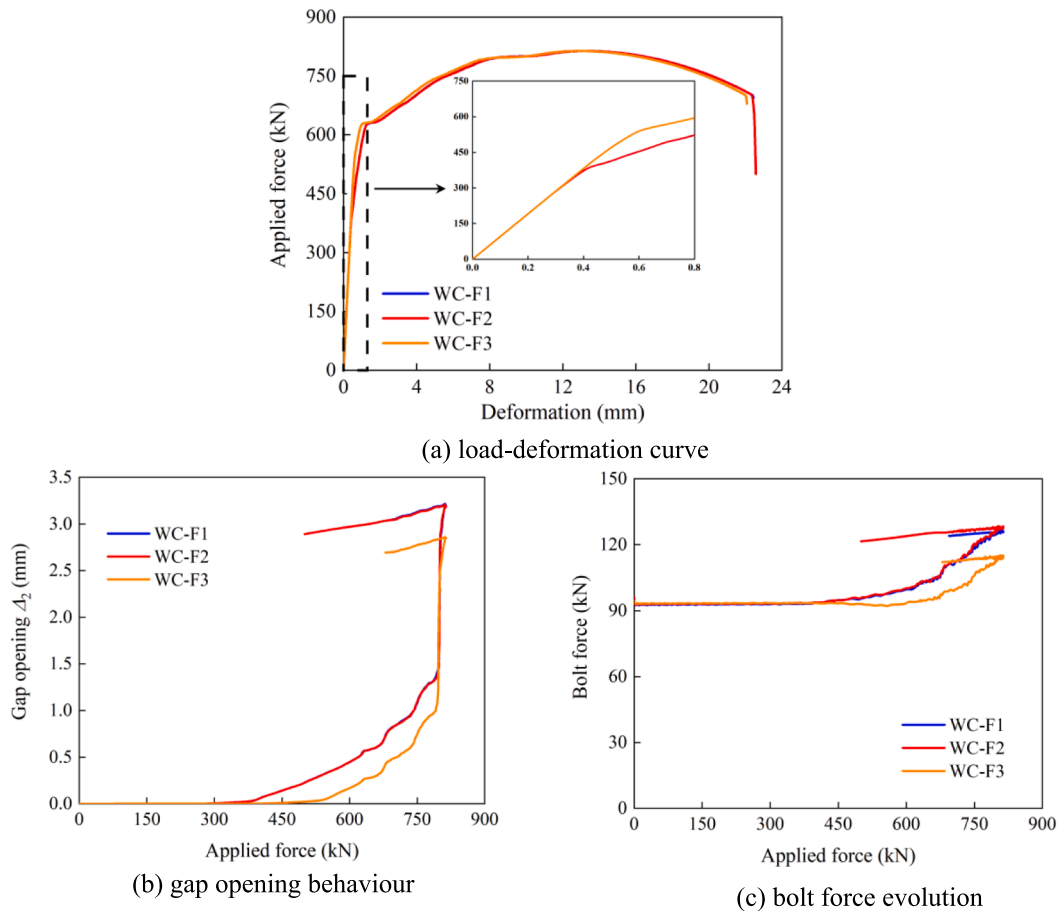 900
750
600
450
300
150
0
Applied force (kN)
750
600
450
300
150
0
0.0 0.2 0.4 0.6 0.8
WC-F1
WC-F2
WC-F3
0 4 8 12 16 20 24
Deformation (mm)
(a) load-deformation curve
3.5
3.0
2.5
2.0
1.5
1.0
0.5
0.0
Gap opening Δ2 (mm)
WC-F1
WC-F2
WC-F3
0 150 300 450 600 750 900
Applied force (kN)
(b) gap opening behaviour
150
120
90
60
30
0
Bolt force (kN)
WC-F1
WC-F2
WC-F3
0 150 300 450 600 750 900
Applied force (kN)
(c) bolt force evolution